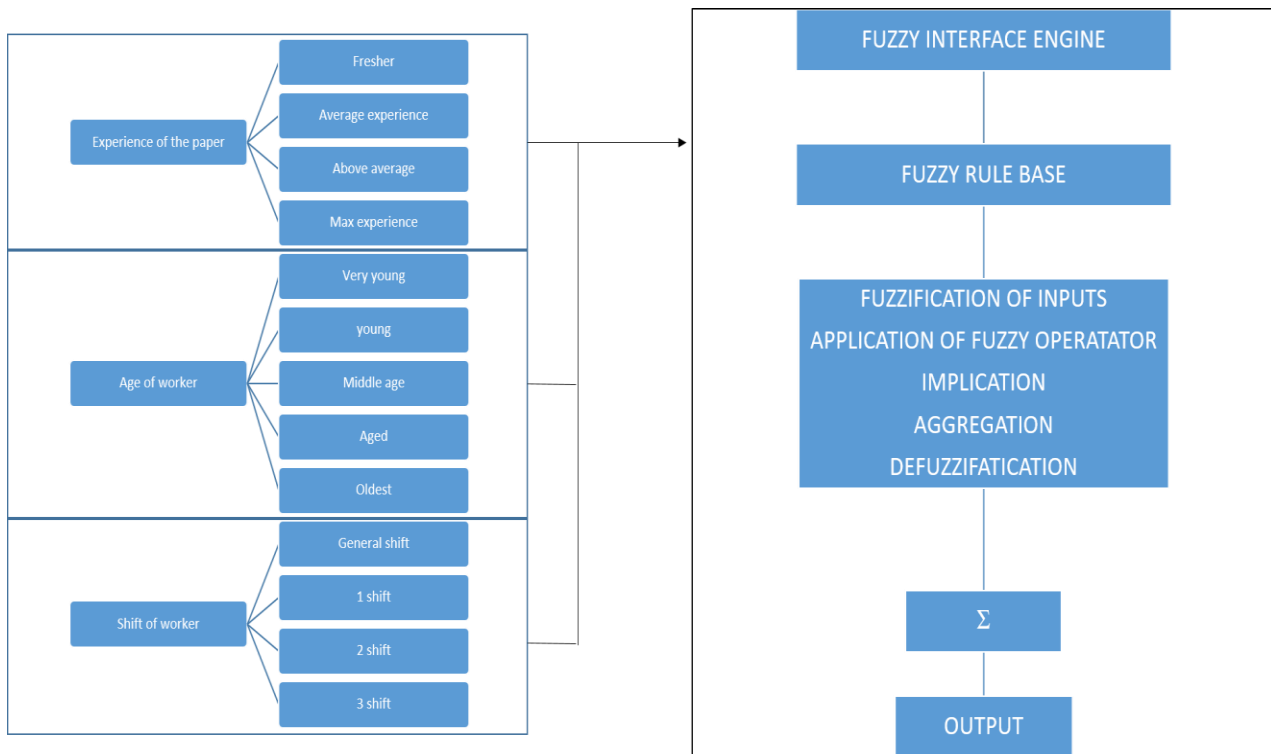 Experience of the paper
Fresher
Average experience
Above average
Max experience
Age of worker
Very young
young
Middle age
Aged
Oldest
Shift of worker
General shift
1 shift
2 shift
3 shift
FUZZY INTERFACE ENGINE
FUZZY RULE BASE
FUZZIFICATION OF INPUTS
APPLICATION OF FUZZY OPERATATOR
IMPLICATION
AGGREGATION
DEFUZZIFATICATION
Σ
OUTPUT